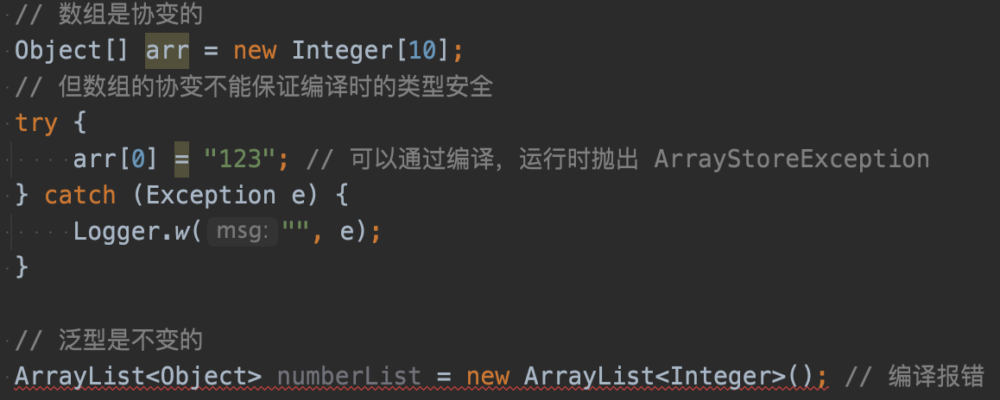 // 数组是协变的
Object[] arr = new Integer[10];
// 但数组的协变不能保证编译时的类型安全
try {
    arr[0] = "123"; // 可以通过编译，运行时抛出 ArrayStoreException
} catch (Exception e) {
    Logger.w( msg: "", e);
}

// 泛型是不变的
ArrayList<Object> numberList = new ArrayList<Integer>(); // 编译报错